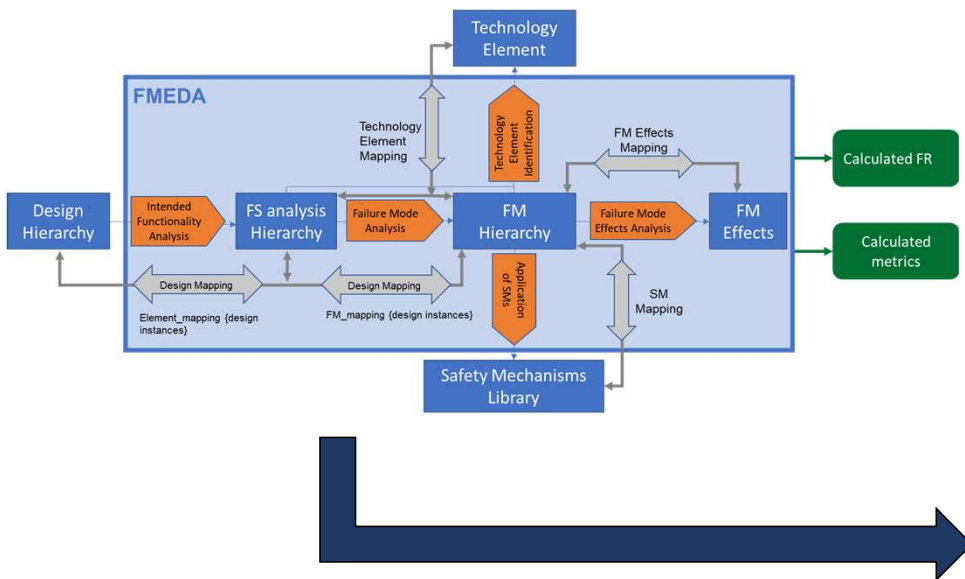 Technology
Element
FMEDA
Technology
Element
Mapping
Technology
Element
Identification
FM Effects
Mapping
Calculated FR
Design
Hierarchy
Intended
Functionality
Analysis
FS analysis
Hierarchy
Failure Mode
Analysis
FM
Hierarchy
Failure Mode
Effects Analysis
FM
Effects
Calculated
metrics
Design Mapping
Design Mapping
Application
of SMs
SM
Mapping
Element_mapping {design
instances}
FM_mapping {design instances}
Safety Mechanisms
Library